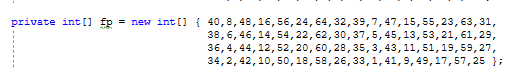 private int[] fp = new int[] { 40,8,48,16,56,24,64,32,39,7,47,15,55,23,63,31,
38,6,46,14,54,22,62,30,37,5,45,13,53,21,61,29,
36,4,44,12,52,20,60,28,35,3,43,11,51,19,59,27,
34,2,42,10,50,18,58,26,33,1,41,9,49,17,57,25 };